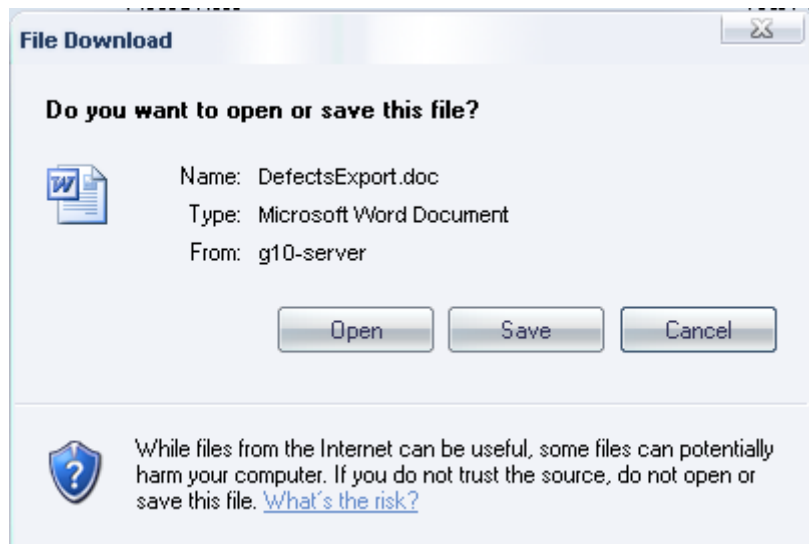 File Download
Do you want to open or save this file?
Name: DefectsExport.doc
Type: Microsoft Word Document
From: g10-server
Open Save Cancel
While files from the Internet can be useful, some files can potentially
harm your computer. If you do not trust the source, do not open or
save this file. What's the risk?